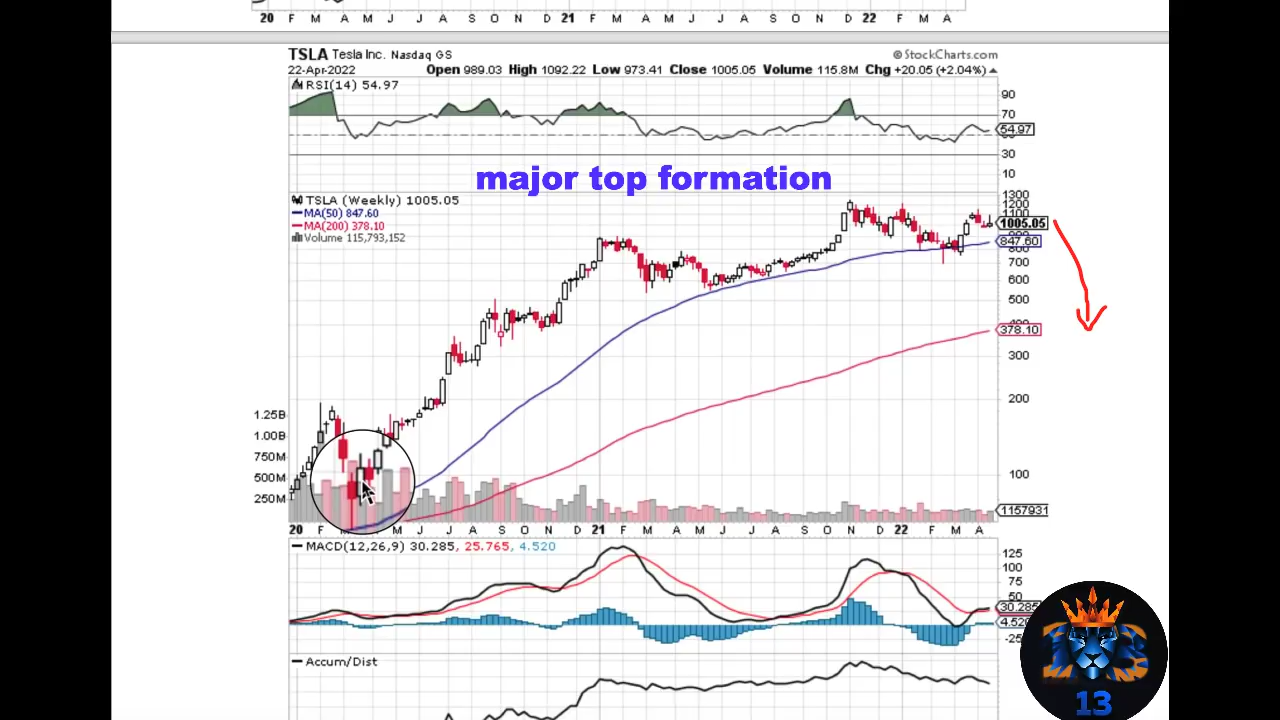 20 F M A M J J A S O N D 21 F M A M J J A S O N D 22 F M A
TSLA Tesla Inc. Nasdaq GS © StockCharts.com
22-Apr-2022 Open 989.03 High 1092.22 Low 973.41 Close 1005.05 Volume 115.8M Chg +20.05 (+2.04%)
RSI(14) 54.97
90
70
54.97
30
10
major top formation
TSLA (Weekly) 1005.05
MA(50) 847.60
MA(200) 378.10
Volume 115,793,152
1300
1200
1100
1005.05
900
847.60
800
700
600
500
400
378.10
300
200
100
1.25B
1.00B
750M
500M
250M
1157931
20 F M J J A S O N D 21 F M A M J J A S O N D 22 F M A
MACD(12,26,9) 30.285, 25.765, 4.520
125
100
75
50
30.285
4.520
-25
Accum/Dist
13